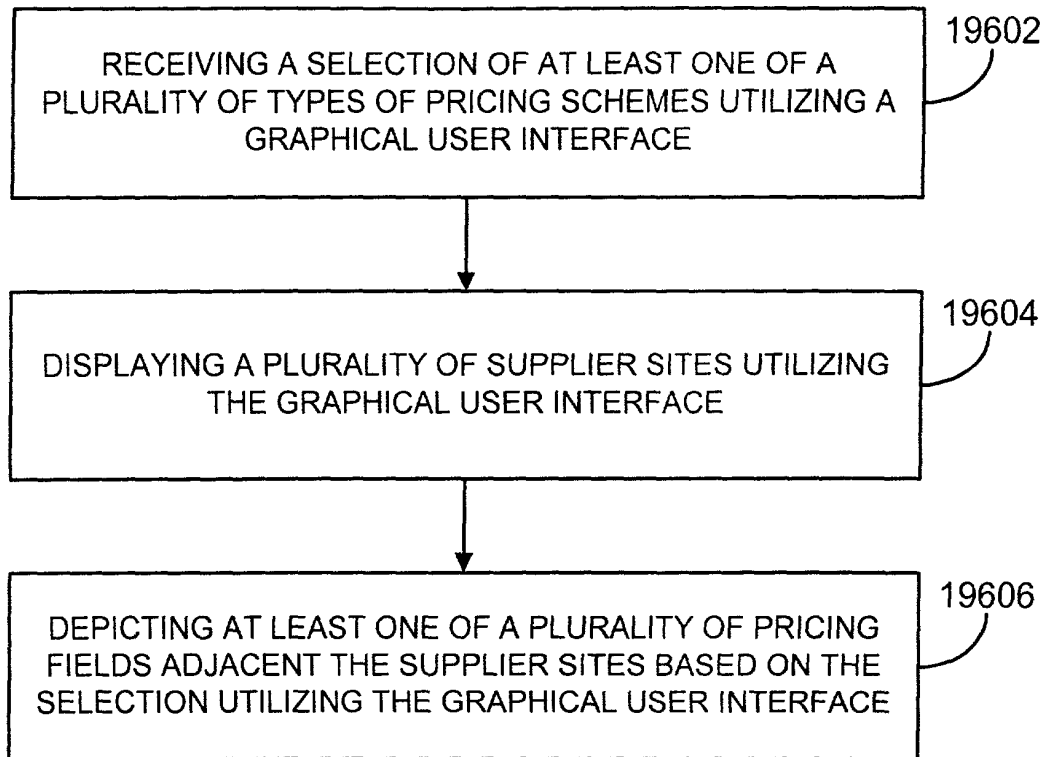 19602
RECEIVING A SELECTION OF AT LEAST ONE OF A
PLURALITY OF TYPES OF PRICING SCHEMES UTILIZING A
GRAPHICAL USER INTERFACE
19604
DISPLAYING A PLURALITY OF SUPPLIER SITES UTILIZING
THE GRAPHICAL USER INTERFACE
19606
DEPICTING AT LEAST ONE OF A PLURALITY OF PRICING
FIELDS ADJACENT THE SUPPLIER SITES BASED ON THE
SELECTION UTILIZING THE GRAPHICAL USER INTERFACE